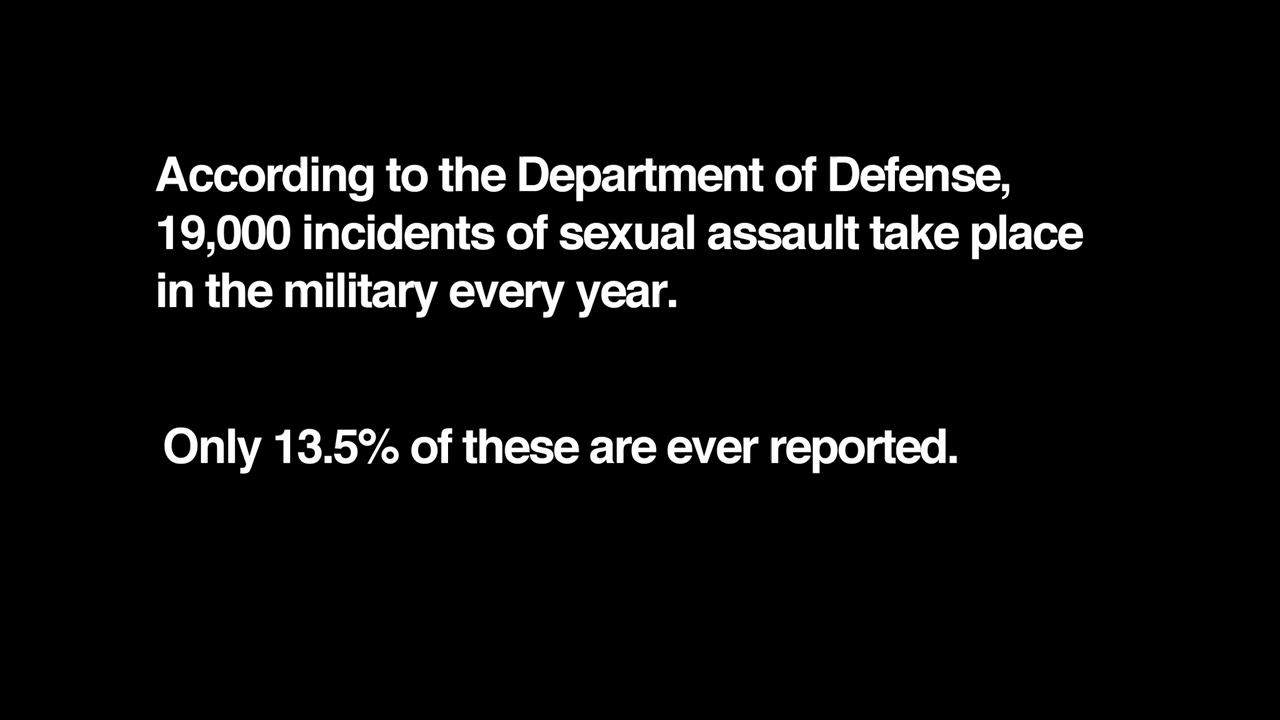 According to the Department of Defense,
19,000 incidents of sexual assault take place
in the military every year.
Only 13.5% of these are ever reported.